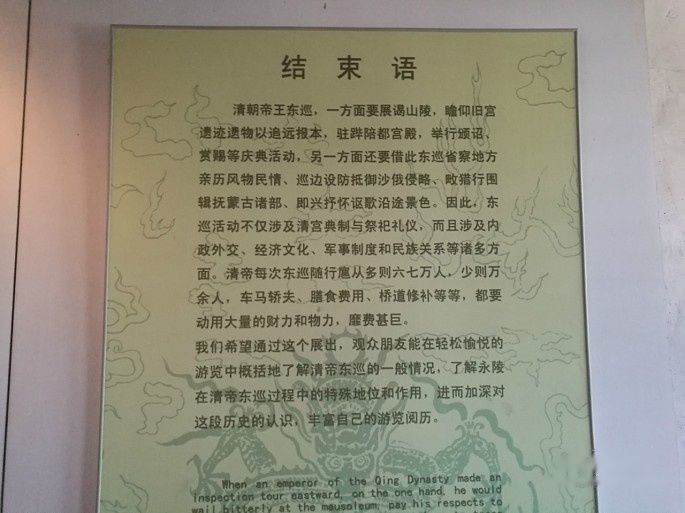 结束语
清朝帝王东巡，一方面要展谒山陵，瞻仰旧宫
遗迹遗物以追远报本，驻跸陪都宫殿，举行颁诏、
赏赐等庆典活动，另一方面还要借此东巡省察地方
亲历风物民情、巡边设防抵御沙俄侵略、畋猎行围
辑抚蒙古诸部、即兴抒怀讴歌沿途景色。因此，东
巡活动不仅涉及清宫典制与祭祀礼仪，而且涉及内
政外交、经济文化、军事制度和民族关系等诸多方
面。清帝每次东巡随行扈从多则六七万人，少则万
余人，车马轿夫、膳食费用、桥道修补等等，都要
动用大量的财力和物力，靡费甚巨。
我们希望通过这个展出，观众朋友能在轻松愉悦的
游览中概括地了解清帝东巡的一般情况，了解永陵
在清帝东巡过程中的特殊地位和作用，进而加深对
这段历史的认识，丰富自己的游览阅历。
When an emperor of the Qing Dynasty made an
inspection tour eastward, on the one hand, he would
wail bitterly at the mausoleum, pay his respects to